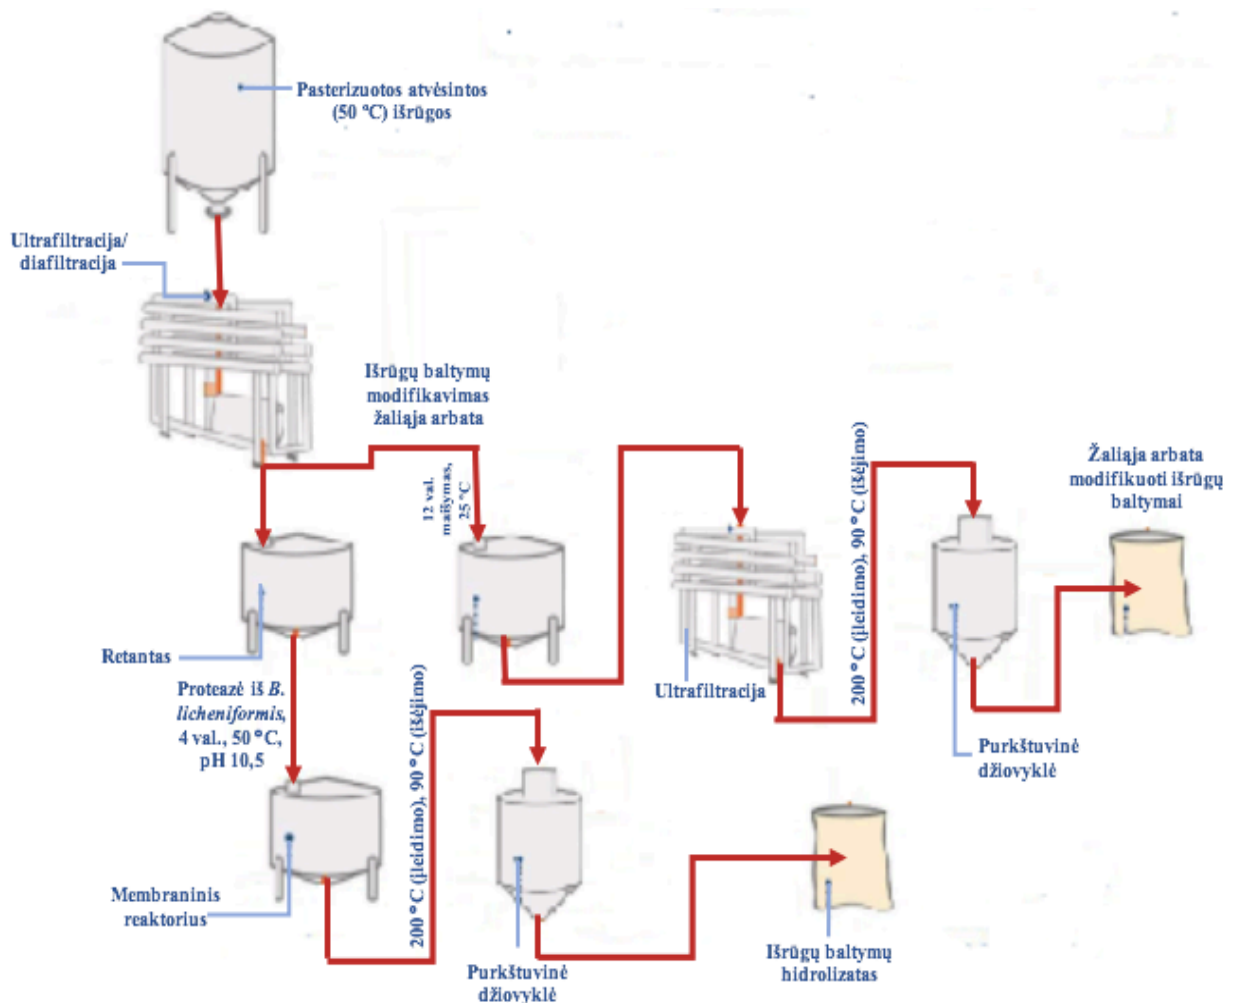 Pasterizuotos atvėsintos
(50 °C) išrūgos
Ultrafiltracija/
diafiltracija
Išrūgų baltymų
modifikavimas
žaliąja arbata
12 val.
maišymas,
25 °C
200 °C (įleidimo), 90 °C (išėjimo)
Žaliąja arbata
modifikuoti išrūgų
baltymai
Retantas
Ultrafiltracija
Purkštuvinė
džiovyklė
Proteazė iš B.
licheniformis,
4 val., 50 °C,
pH 10,5
200 °C (įleidimo), 90 °C (išėjimo)
Membraninis
reaktorius
Purkštuvinė
džiovyklė
Išrūgų baltymų
hidrolizatas